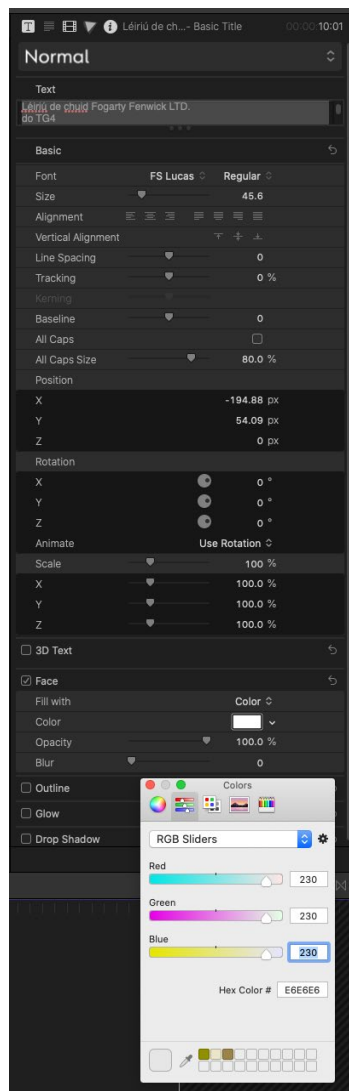 T
i Léiriú de ch...- Basic Title 00:00:10:01
Normal
Text
Léiriú de chuid Fogarty Fenwick LTD.
do TG4
Basic
Font FS Lucas Regular
Size 45.6
Alignment
Vertical Alignment
Line Spacing 0
Tracking 0 %
Kerning
Baseline 0
All Caps
All Caps Size 80.0 %
Position
X -194.88 px
Y 54.09 px
Z 0 px
Rotation
X 0 °
Y 0 °
Z 0 °
Animate Use Rotation
Scale 100 %
X 100.0 %
Y 100.0 %
Z 100.0 %
3D Text
Face
Fill with Color
Color
Opacity 100.0 %
Blur 0
Outline
Glow
Drop Shadow
Colors
RGB Sliders
Red
230
Green
230
Blue
230
Hex Color # E6E6E6